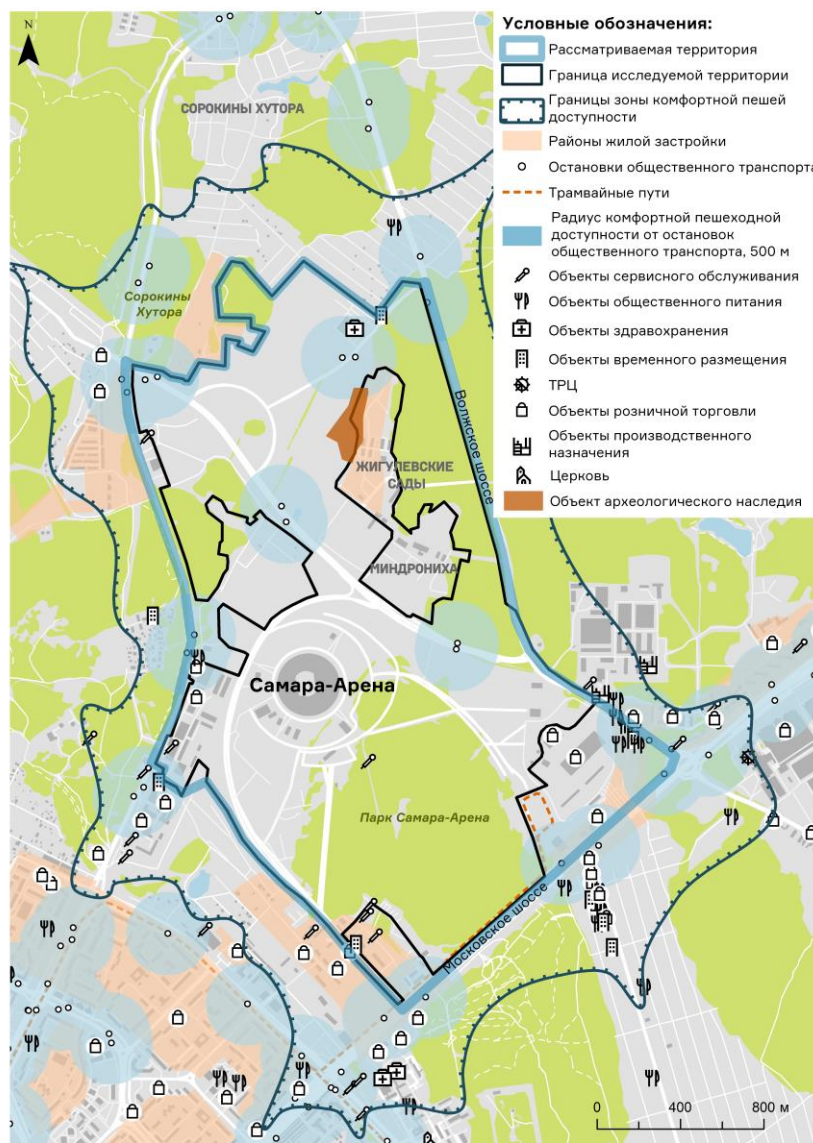 N
Условные обозначения:
Рассматриваемая территория
Граница исследуемой территории
Границы зоны комфортной пешей
доступности
Районы жилой застройки
Остановки общественного транспорта
Трамвайные пути
Радиус комфортной пешеходной
доступности от остановок
общественного транспорта, 500 м
Объекты сервисного обслуживания
Объекты общественного питания
Объекты здравохранения
Объекты временного размещения
ТРЦ
Объекты розничной торговли
Объекты производственного
назначения
Церковь
Объект археологического наследия
СОРОКИНЫ ХУТОРА
Сорокины
Хутора
Волжское шоссе
ЖИГУЛЕВСКИЕ
САДЫ
МИНДРОНИХА
Самара-Арена
Парк Самара-Арена
Московское шоссе
0 400 800 м